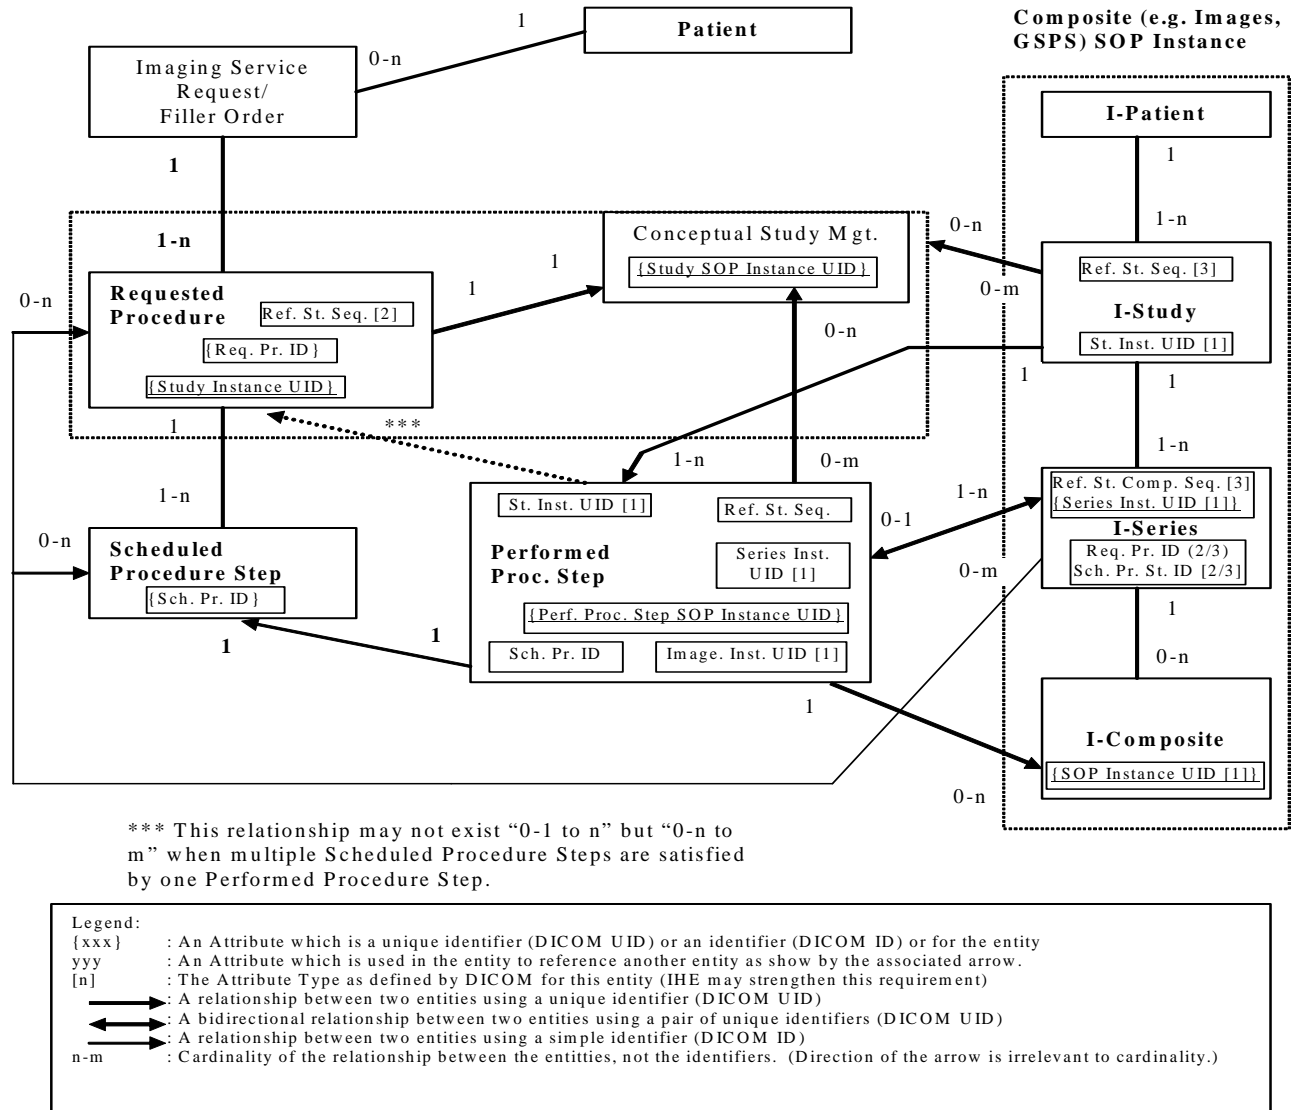 Patient
Composite (e.g. Images,
GSPS) SOP Instance
1
0-n
Imaging Service
Request/
Filler Order
1
1-n
I-Patient
1
1-n
Conceptual Study Mgt.
{Study SOP Instance UID}
1
1
0-n
0-m
Ref. St. Seq. [3]
I-Study
St. Inst. UID [1]
1
1
0-n
Requested
Procedure
Ref. St. Seq. [2]
{Req. Pr. ID}
{Study Instance UID}
1
***
0-n
0-m
1-n
1-n
1-n
0-n
Scheduled
Procedure Step
{Sch. Pr. ID}
1
1
St. Inst. UID [1]
Ref. St. Seq.
Performed
Proc. Step
Series Inst.
UID [1]
{Perf. Proc. Step SOP Instance UID}
Sch. Pr. ID
Image. Inst. UID [1]
1-n
0-1
0-m
Ref. St. Comp. Seq. [3]
{Series Inst. UID [1]}
I-Series
Req. Pr. ID (2/3)
Sch. Pr. St. ID [2/3]
1
0-n
1
0-n
I-Composite
{SOP Instance UID [1]}
*** This relationship may not exist “0-1 to n” but “0-n to
m” when multiple Scheduled Procedure Steps are satisfied
by one Performed Procedure Step.
Legend:
{xxx} : An Attribute which is a unique identifier (DICOM UID) or an identifier (DICOM ID) or for the entity
yyy : An Attribute which is used in the entity to reference another entity as show by the associated arrow.
[n] : The Attribute Type as defined by DICOM for this entity (IHE may strengthen this requirement)
: A relationship between two entities using a unique identifier (DICOM UID)
: A bidirectional relationship between two entities using a pair of unique identifiers (DICOM UID)
: A relationship between two entities using a simple identifier (DICOM ID)
n-m : Cardinality of the relationship between the entitties, not the identifiers. (Direction of the arrow is irrelevant to cardinality.)